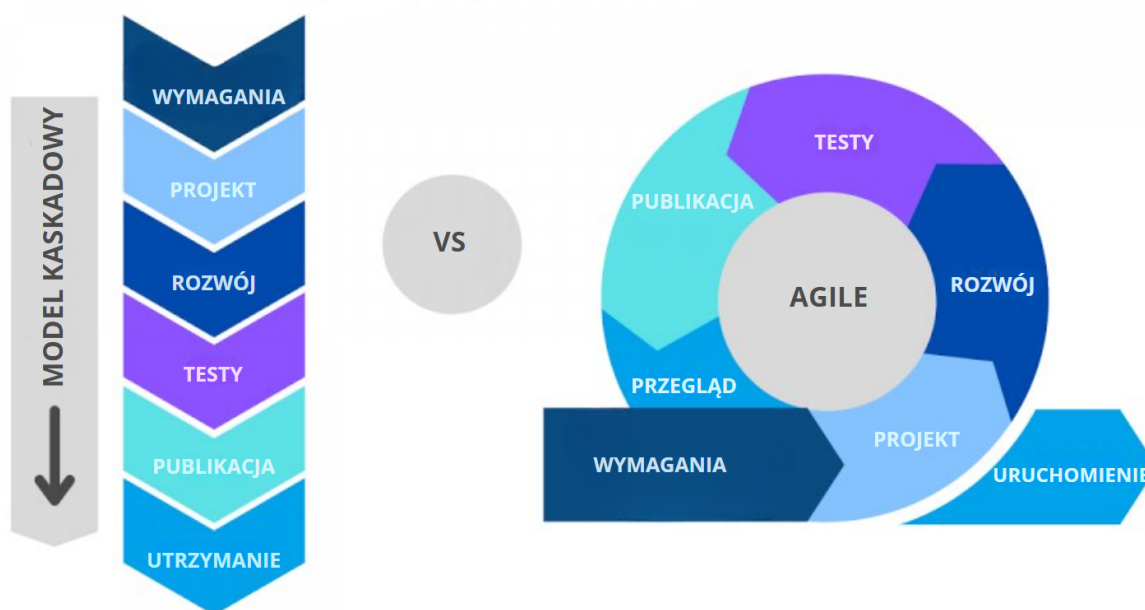 MODEL KASKADOWY
WYMAGANIA
PROJEKT
ROZWÓJ
TESTY
PUBLIKACJA
UTRZYMANIE
VS
AGILE
WYMAGANIA
PROJEKT
ROZWÓJ
TESTY
PUBLIKACJA
PRZEGLĄD
URUCHOMIENIE